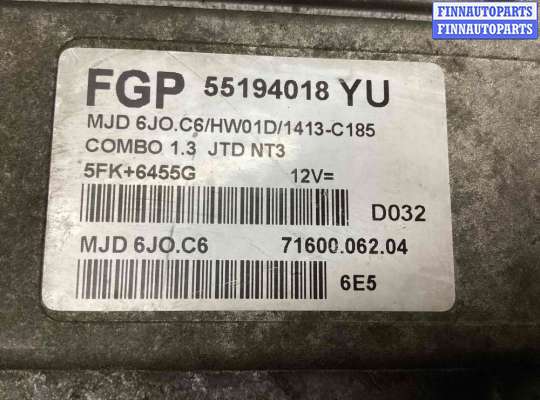 FINNAUTOPARTS
FINNAUTOPARTS
FGP 55194018 YU
MJD 6JO.C6/HW01D/1413-C185
COMBO 1.3 JTD NT3
5FK+6455G 12V=
D032
MJD 6JO.C6 71600.062.04
6E5